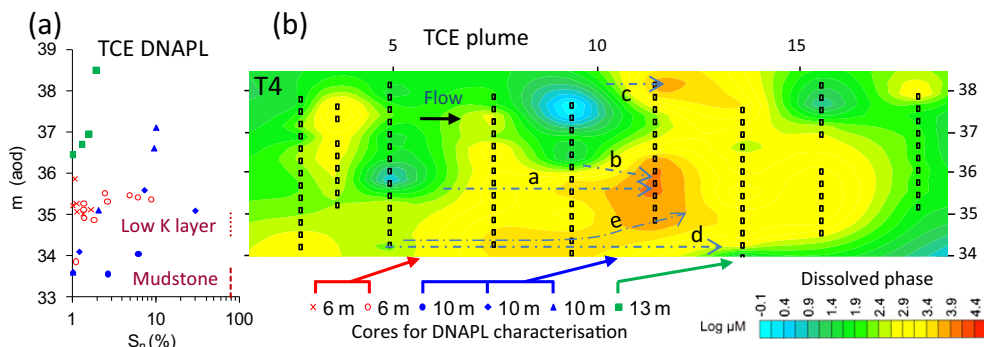 (a)
TCE DNAPL
39
38
37
36
35
34
33
m (aod)
Low K layer
Mudstone
1
10
100
Sn(%)
(b)
TCE plume
5
10
15
T4
Flow
a
b
c
d
e
38
37
36
35
34
6 m
6 m
10 m
10 m
10 m
13 m
Cores for DNAPL characterisation
Dissolved phase
Log µM
-0.1
0.4
0.9
1.4
1.9
2.4
2.9
3.4
3.9
4.4